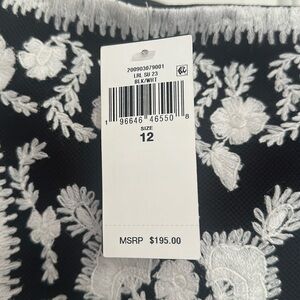 200903079001
LRL SU 23
BLK/WHT
1 96646 46550 8
SIZE
12
MSRP $195.00